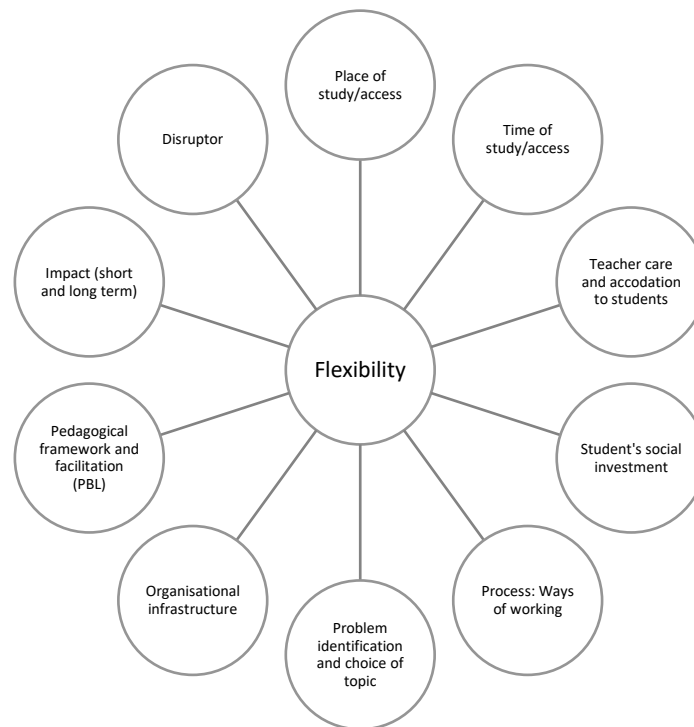 Place of
study/access
Time of
study/access
Teacher care
and accodation
to students
Student's social
investment
Process: Ways
of working
Problem
identification
and choice of
topic
Organisational
infrastructure
Pedagogical
framework and
facilitation
(PBL)
Impact (short
and long term)
Disruptor
Flexibility